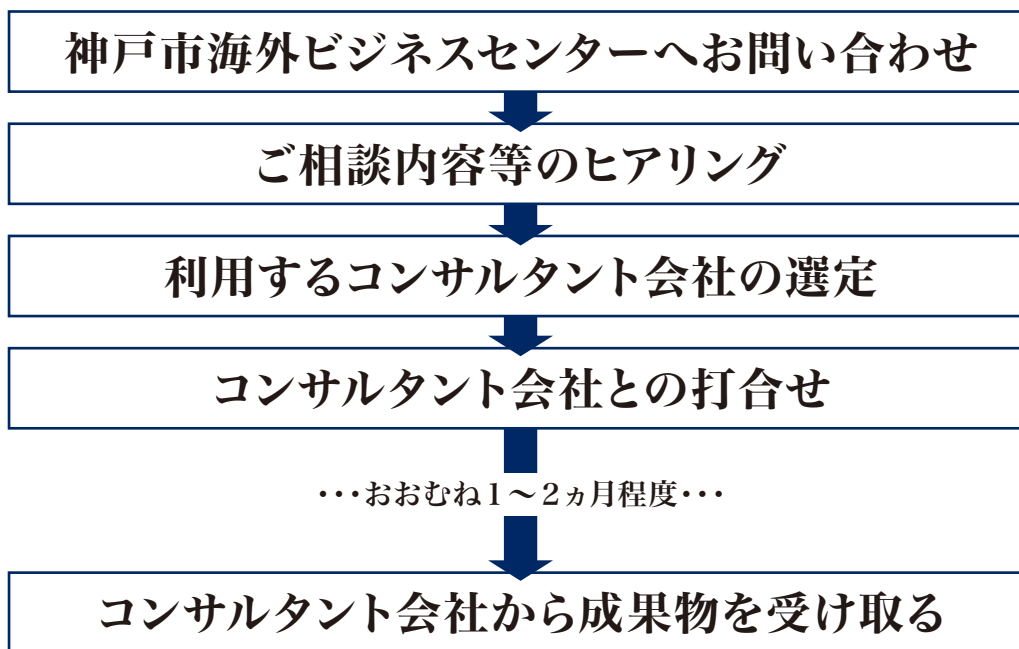 神戸市海外ビジネスセンターへお問い合わせ
ご相談内容等のヒアリング
利用するコンサルタント会社の選定
コンサルタント会社との打合せ
･･･おおむね１～２ヵ月程度･･･
コンサルタント会社から成果物を受け取る